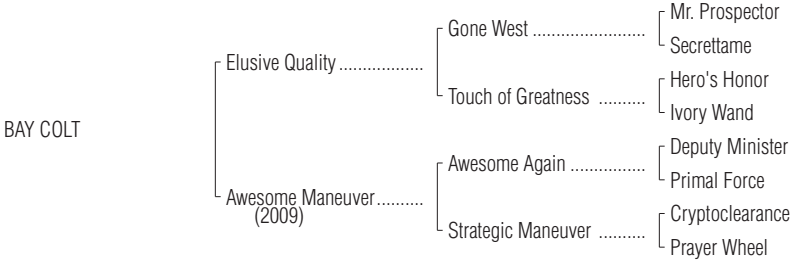 Mr. Prospector
Gone West ........................
Secrettame
Elusive Quality ..................
Hero's Honor
Touch of Greatness ..........
Ivory Wand
BAY COLT
Deputy Minister
Awesome Again ................
Primal Force
Awesome Maneuver ..........
(2009)
Cryptoclearance
Strategic Maneuver ..........
Prayer Wheel